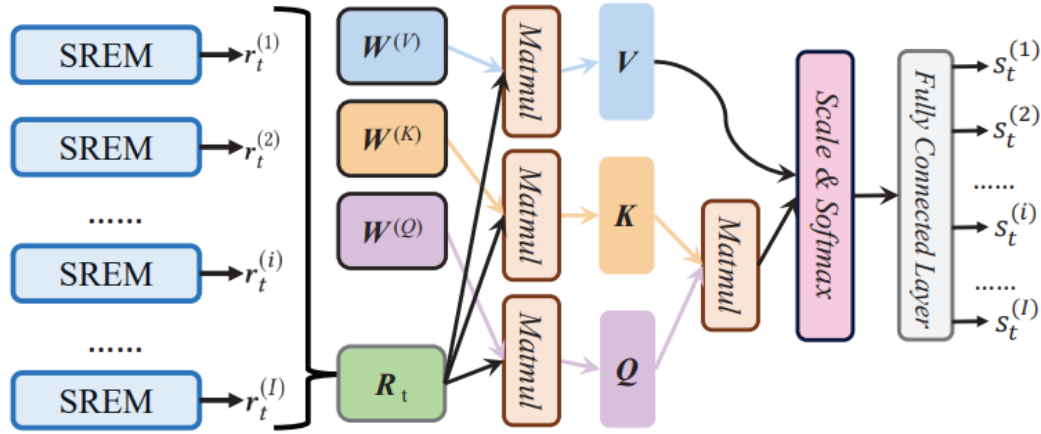 SREM
r_t^(1)
SREM
r_t^(2)
......
SREM
r_t^(i)
......
SREM
r_t^(I)
W^(V)
W^(K)
W^(Q)
R_t
Matmul
Matmul
Matmul
V
K
Q
Matmul
Scale & Softmax
Fully Connected Layer
s_t^(1)
s_t^(2)
......
s_t^(i)
......
s_t^(I)